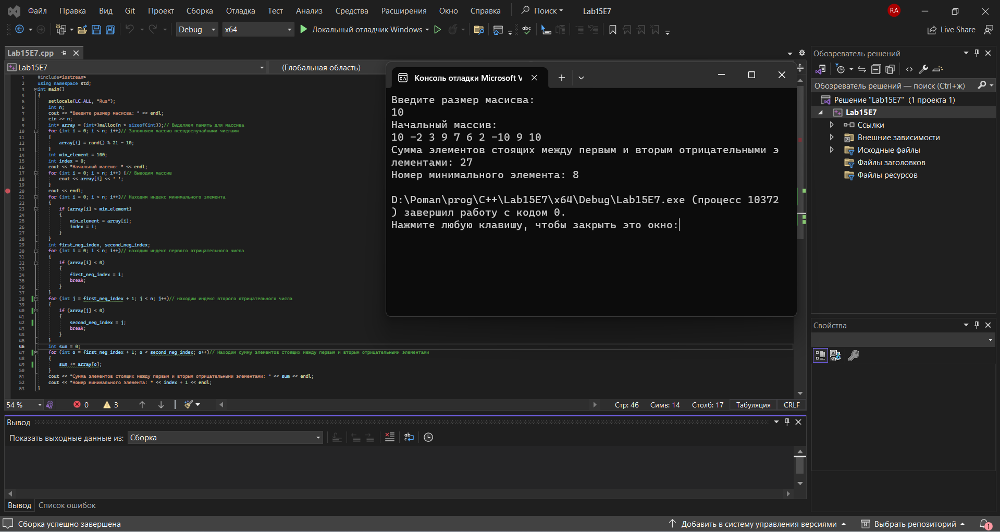 Файл Правка Вид Git Проект Сборка Отладка Тест Анализ Средства Расширения Окно Справка Поиск Lab15E7 RA
Debug x64 Локальный отладчик Windows Live Share
Lab15E7.cpp
Lab15E7 (Глобальная область)
1 #include<iostream>
2 using namespace std;
3 int main()
4 {
5 setlocale(LC_ALL, "Rus");
6 int n;
7 cout << "Введите размер масисва: " << endl;
8 cin >> n;
9 int* array = (int*)malloc(n * sizeof(int));// Выделяем память для массива
10 for (int i = 0; i < n; i++)// Заполняем массив псевдослучайными числами
11 {
12 array[i] = rand() % 21 - 10;
13 }
14 int min_element = 100;
15 int index = 0;
16 cout << "Начальный массив: " << endl;
17 for (int i = 0; i < n; i++) {// Выводим массив
18 cout << array[i] << ' ';
19 }
20 cout << endl;
21 for (int i = 0; i < n; i++)// Находим индекс минимального элемента
22 {
23 if (array[i] < min_element)
24 {
25 min_element = array[i];
26 index = i;
27 }
28 }
29 int first_neg_index, second_neg_index;
30 for (int i = 0; i < n; i++)// находим индекс первого отрицательного числа
31 {
32 if (array[i] < 0)
33 {
34 first_neg_index = i;
35 break;
36 }
37 }
38 for (int j = first_neg_index + 1; j < n; j++)// находим индекс второго отрицательного числа
39 {
40 if (array[j] < 0)
41 {
42 second_neg_index = j;
43 break;
44 }
45 }
46 int sum = 0;
47 for (int o = first_neg_index + 1; o < second_neg_index; o++)// Находим сумму элементов стоящих между первым и вторым отрицательными элементами
48 {
49 sum += array[o];
50 }
51 cout << "Сумма элементов стоящих между первым и вторым отрицательными элементами: " << sum << endl;
52 cout << "Номер минимального элемента: " << index + 1 << endl;
53 }
54 % 0 3 Стр: 46 Симв: 14 Столб: 17 Табуляция CRLF
Консоль отладки Microsoft V
Введите размер масисва:
10
Начальный массив:
10 -2 3 9 7 6 2 -10 9 10
Сумма элементов стоящих между первым и вторым отрицательными э
лементами: 27
Номер минимального элемента: 8
D:\Poman\prog\C++\Lab15E7\x64\Debug\Lab15E7.exe (процесс 10372
) завершил работу с кодом 0.
Нажмите любую клавишу, чтобы закрыть это окно:
Обозреватель решений
Обозреватель решений — поиск (Ctrl+ж)
Решение "Lab15E7" (1 проекта 1)
Lab15E7
Ссылки
Внешние зависимости
Исходные файлы
Файлы заголовков
Файлы ресурсов
Свойства
Вывод
Показать выходные данные из: Сборка
Вывод Список ошибок
Сборка успешно завершена Добавить в систему управления версиями Выбрать репозиторий 1